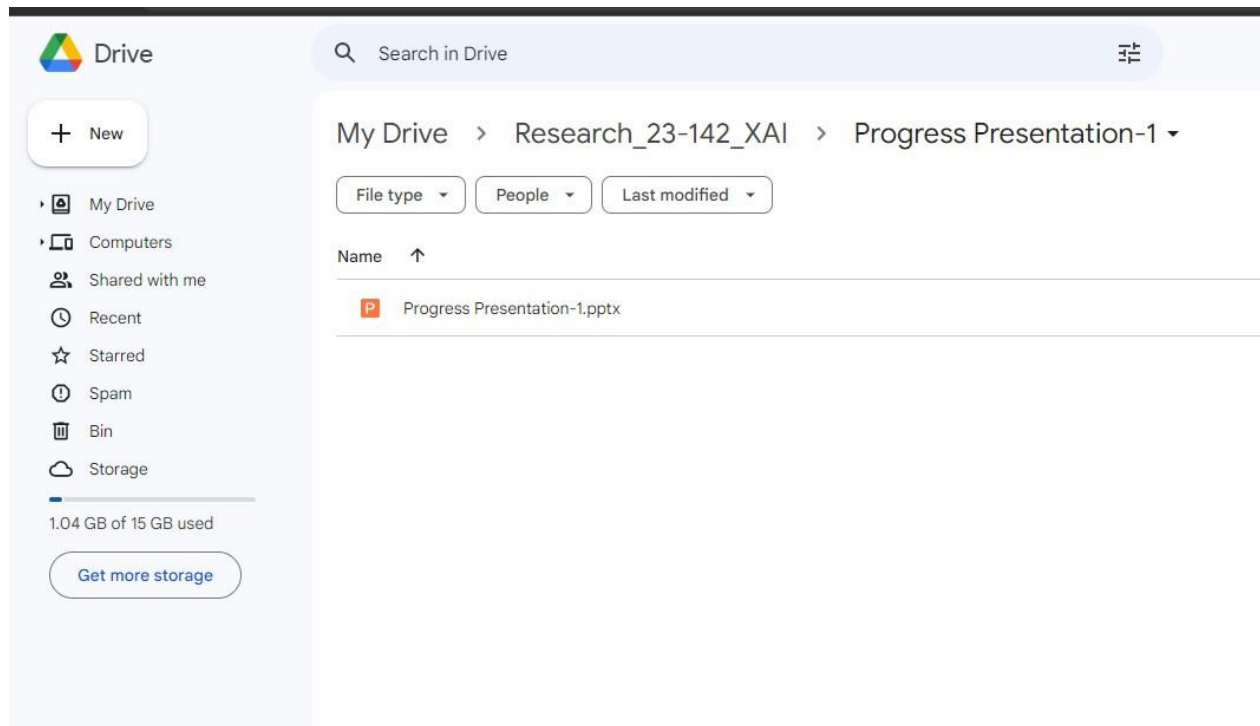 Drive
Search in Drive
New
My Drive > Research_23-142_XAI > Progress Presentation-1
File type People Last modified
My Drive
Computers
Shared with me
Recent
Starred
Spam
Bin
Storage
1.04 GB of 15 GB used
Get more storage
Name
P Progress Presentation-1.pptx